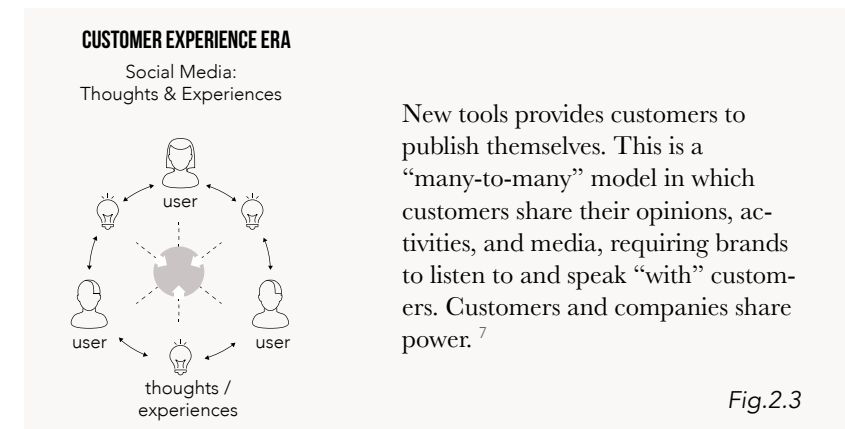 CUSTOMER EXPERIENCE ERA
Social Media:
Thoughts & Experiences
user
user
user
thoughts /
experiences
New tools provides customers to
publish themselves. This is a
“many-to-many” model in which
customers share their opinions, ac-
tivities, and media, requiring brands
to listen to and speak “with” custom-
ers. Customers and companies share
power. 7
Fig.2.3